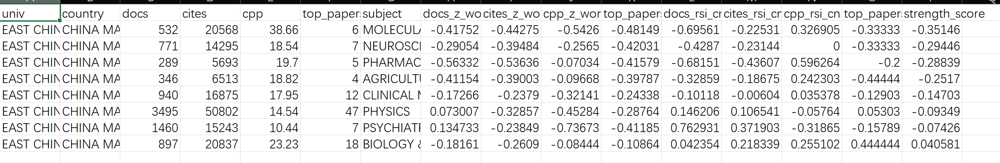 univ country docs cites cpp top_paper subject docs_z_wo cites_z_wo cpp_z_wor top_paper docs_rsi_cr cites_rsi_cr cpp_rsi_cn top_paper strength_score
EAST CHIN CHINA MA 532 20568 38.66 6 MOLECULA -0.41752 -0.44275 -0.5426 -0.48149 -0.69561 -0.22531 0.326905 -0.33333 -0.35146
EAST CHIN CHINA MA 771 14295 18.54 7 NEUROSCI -0.29054 -0.39484 -0.2565 -0.42031 -0.4287 -0.23144 0 -0.33333 -0.29446
EAST CHIN CHINA MA 289 5693 19.7 5 PHARMAC -0.56332 -0.53636 -0.07034 -0.41579 -0.68151 -0.43607 0.596264 -0.2 -0.28839
EAST CHIN CHINA MA 346 6513 18.82 4 AGRICULTU -0.41154 -0.39003 -0.09668 -0.39787 -0.32859 -0.18675 0.242303 -0.44444 -0.2517
EAST CHIN CHINA MA 940 16875 17.95 12 CLINICAL M -0.17266 -0.2379 -0.32141 -0.24338 -0.10118 -0.00604 0.035378 -0.12903 -0.14703
EAST CHIN CHINA MA 3495 50802 14.54 47 PHYSICS 0.073007 -0.32857 -0.45284 -0.28764 0.146206 0.106541 -0.05764 0.05303 -0.09349
EAST CHIN CHINA MA 1460 15243 10.44 7 PSYCHIATR 0.134733 -0.23849 -0.73673 -0.41185 0.762931 0.371903 -0.31865 -0.15789 -0.07426
EAST CHIN CHINA MA 897 20837 23.23 18 BIOLOGY & -0.18161 -0.2609 -0.08444 -0.10864 0.042354 0.218339 0.255102 0.444444 0.040581